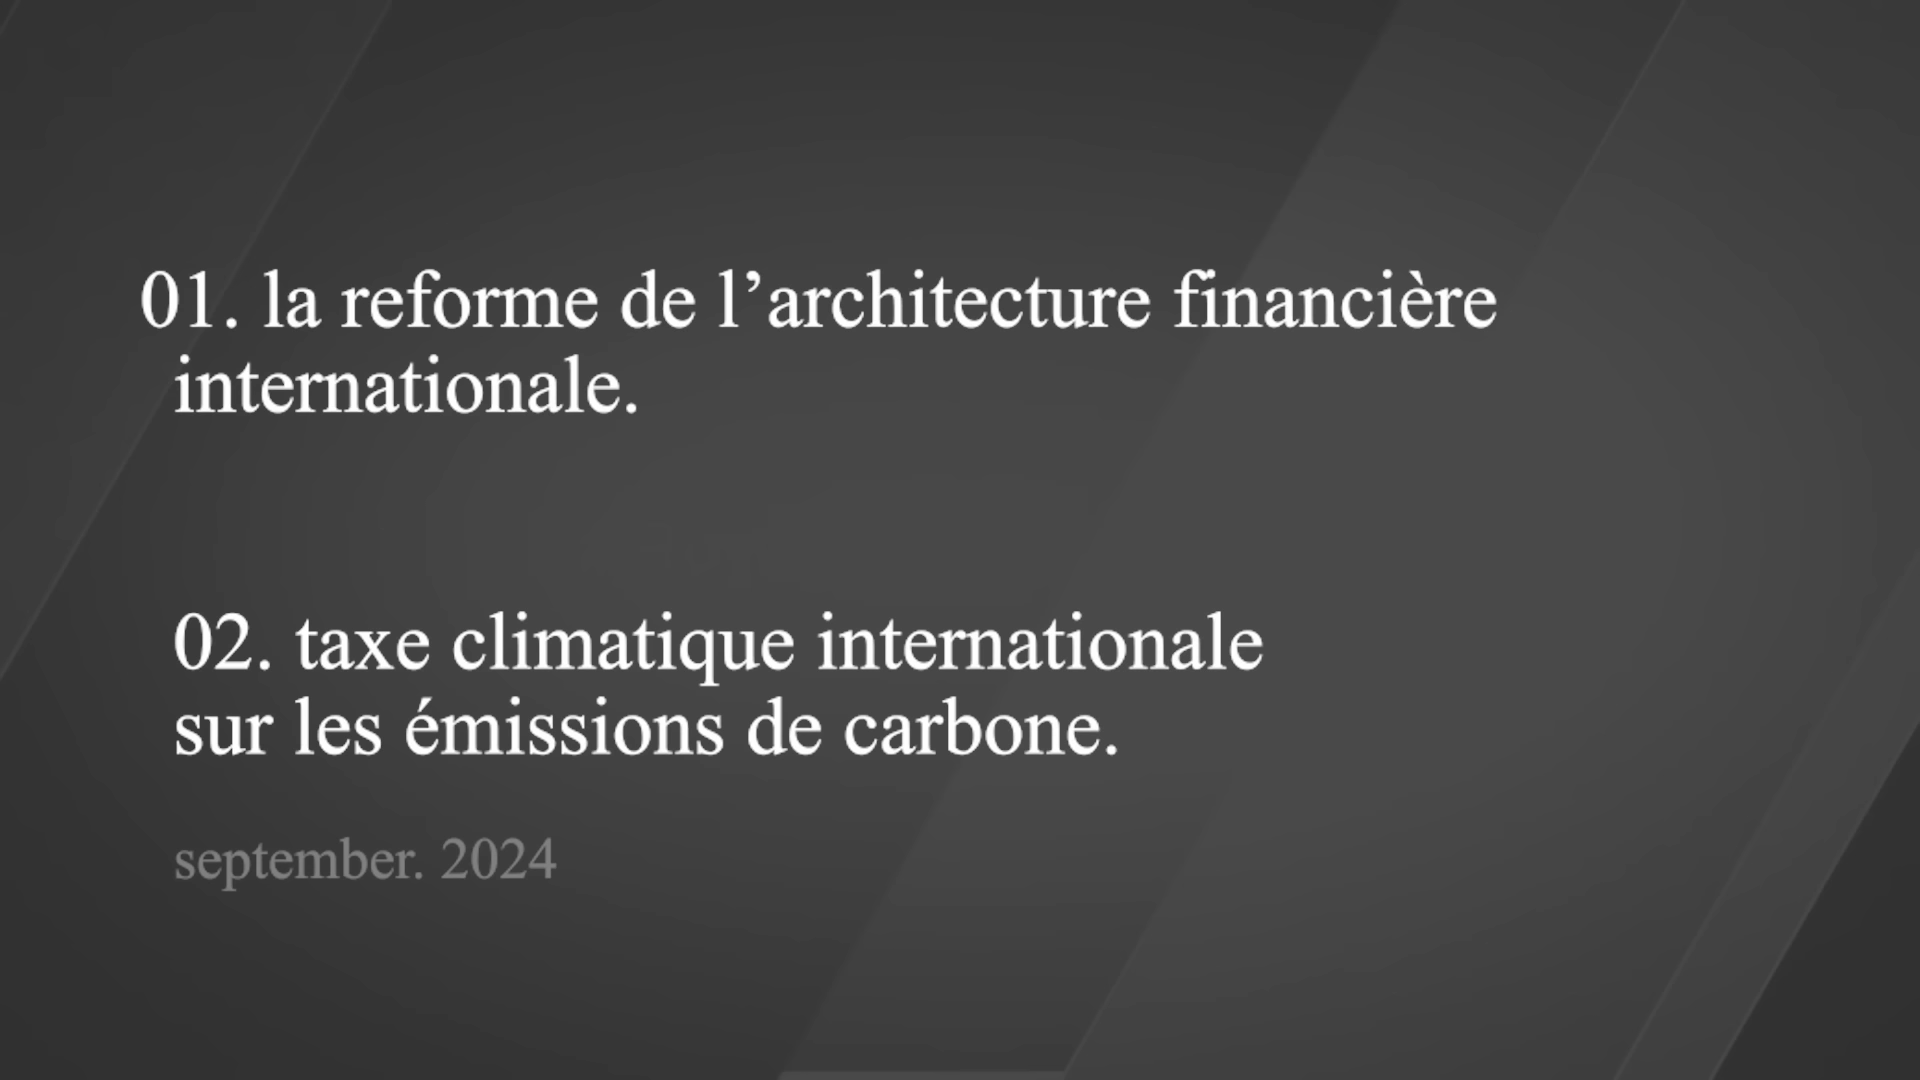 01. la reforme de l’architecture financière
internationale.
02. taxe climatique internationale
sur les émissions de carbone.
september. 2024